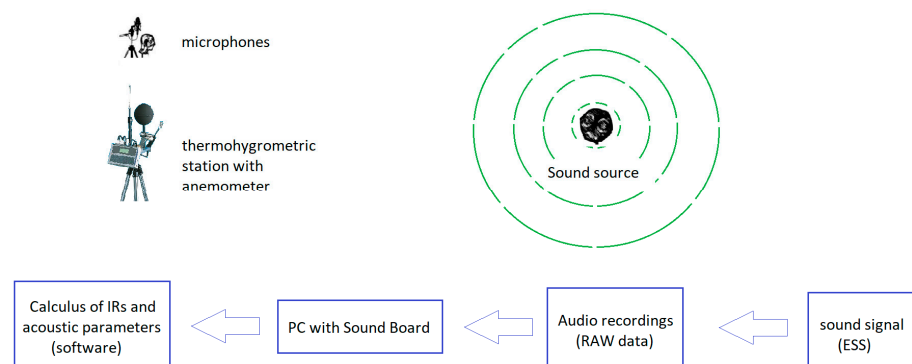 microphones
thermohygrometric
station with
anemometer
Sound source
Calculus of IRs and
acoustic parameters
(software)
PC with Sound Board
Audio recordings
(RAW data)
sound signal
(ESS)